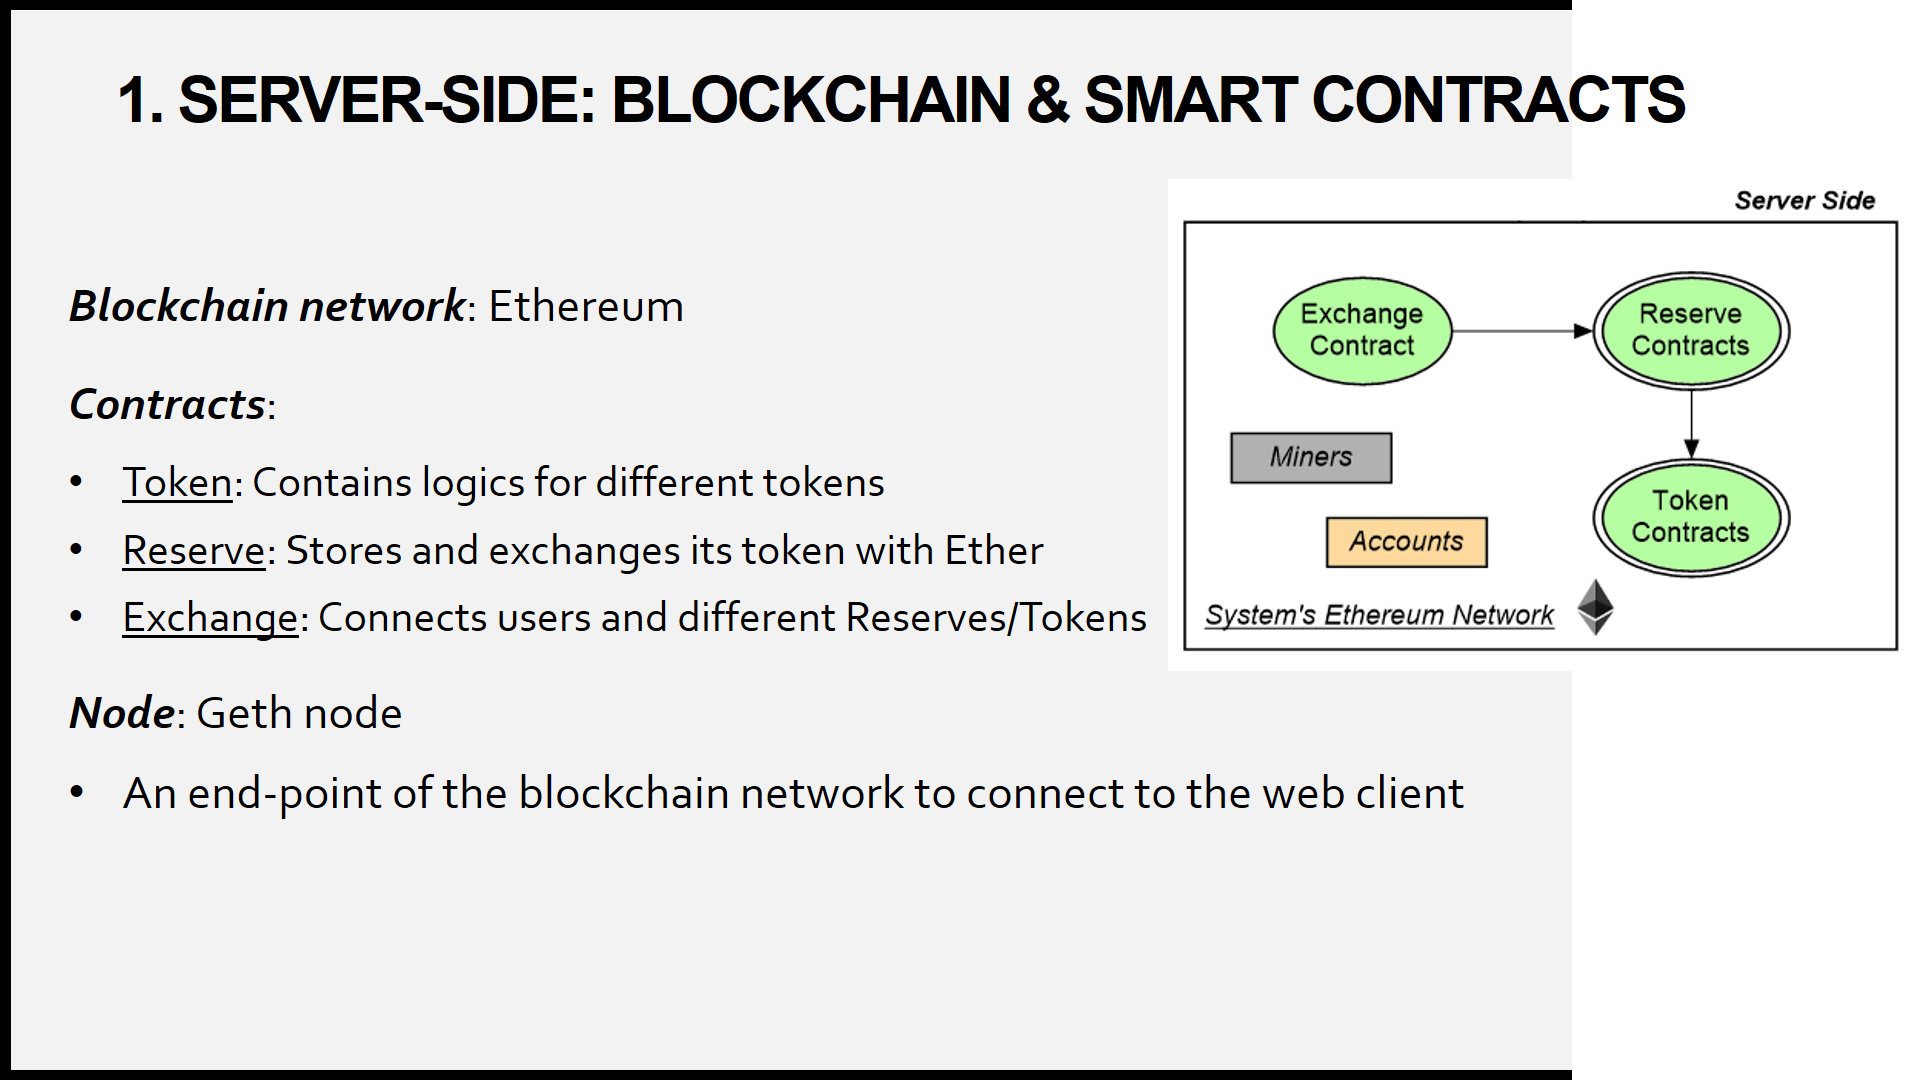 1. SERVER-SIDE: BLOCKCHAIN & SMART CONTRACTS
Blockchain network: Ethereum
Contracts:
• Token: Contains logics for different tokens
• Reserve: Stores and exchanges its token with Ether
• Exchange: Connects users and different Reserves/Tokens
Node: Geth node
• An end-point of the blockchain network to connect to the web client
Server Side
Exchange
Contract
Reserve
Contracts
Miners
Accounts
Token
Contracts
System's Ethereum Network